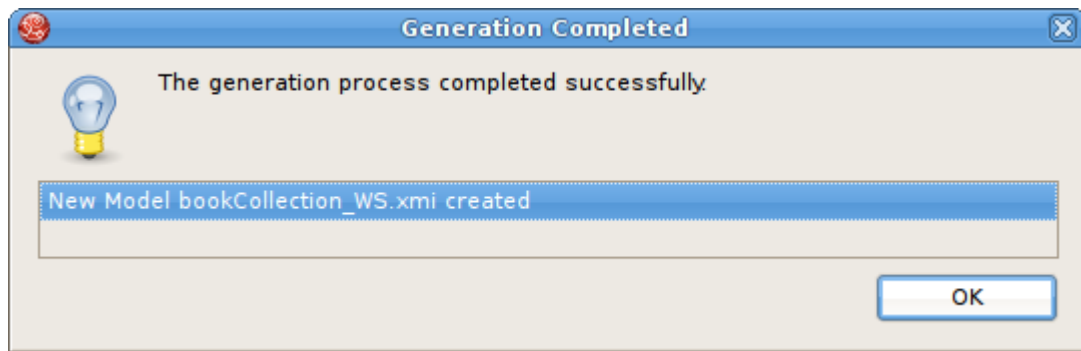 Generation Completed
The generation process completed successfully.
New Model bookCollection_WS.xmi created
OK